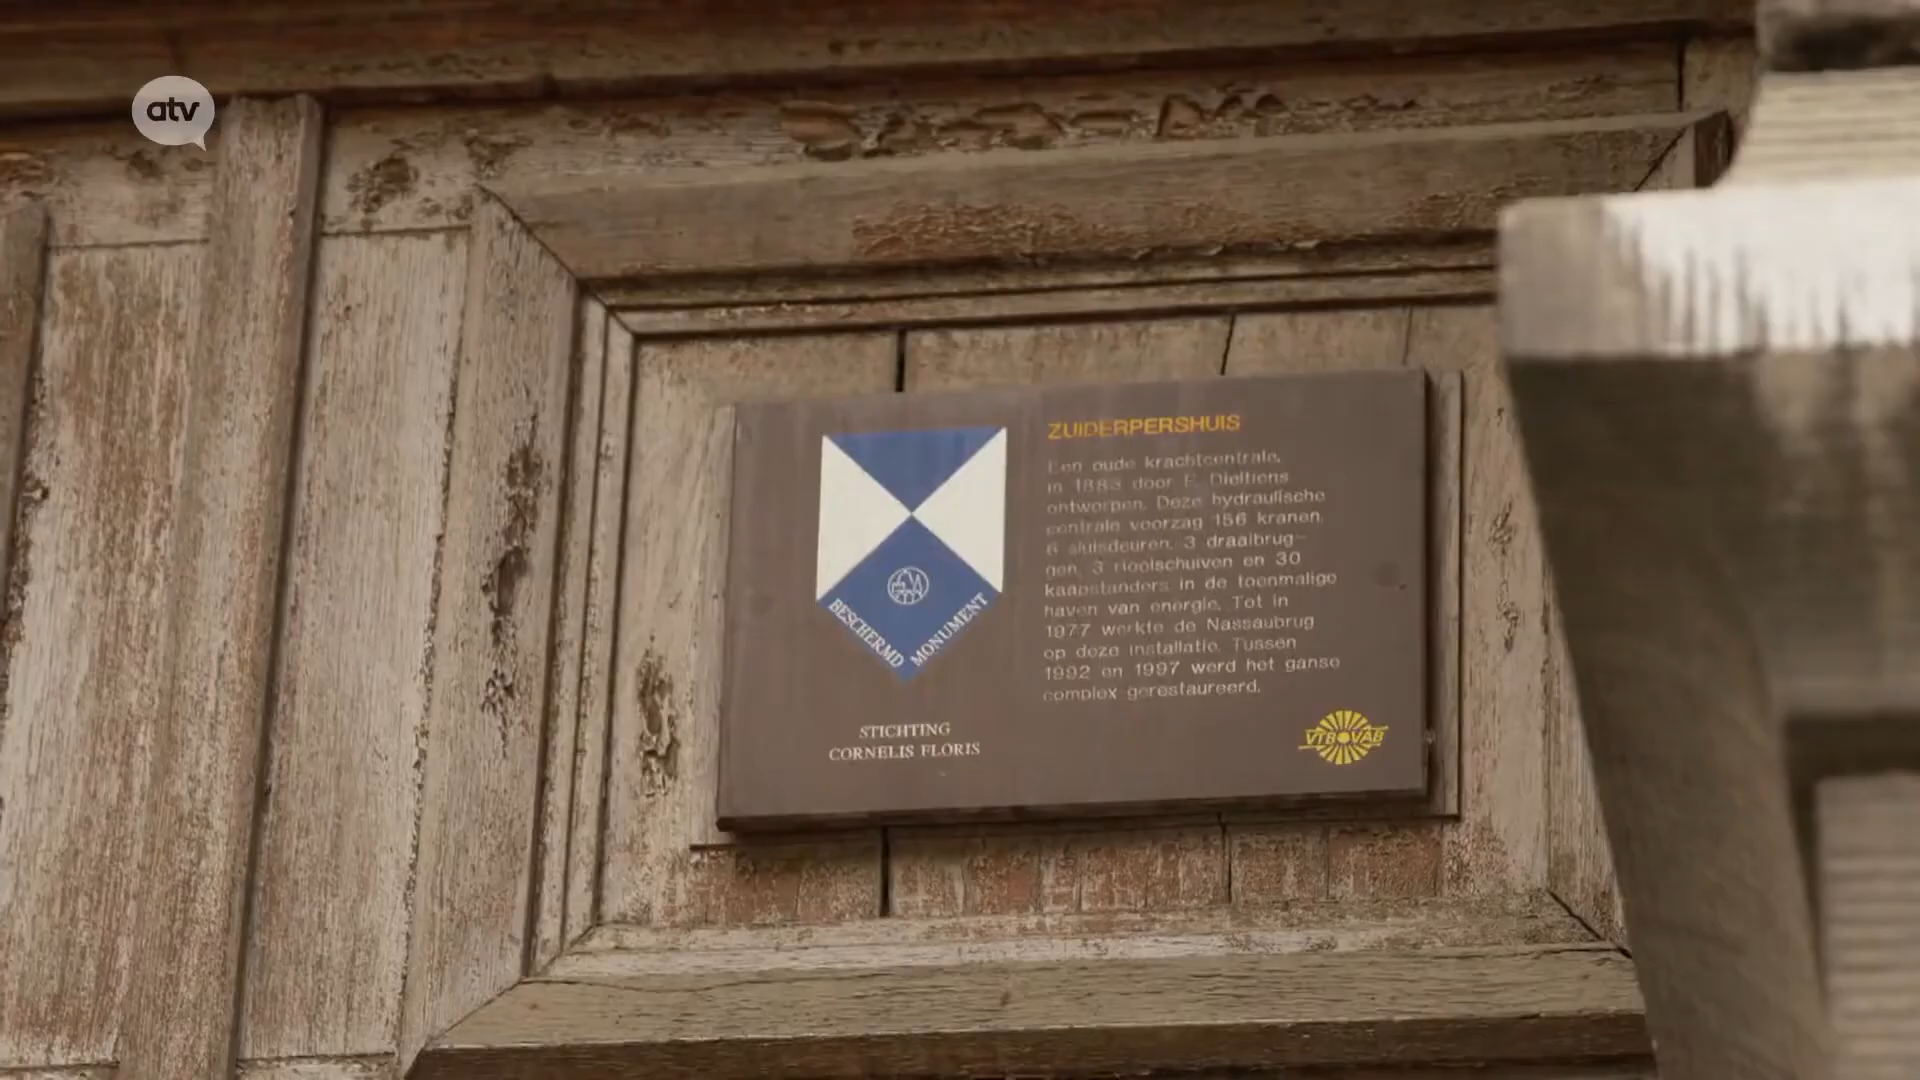 atv
ZUIDERPERSHUIS
Een oude krachtcentrale,
in 1883 door E. Dieltiens
ontworpen. Deze hydraulische
centrale voorzag 156 kranen,
6 sluisdeuren, 3 draaibrug-
gen, 3 rioolschuiven en 30
kaapstanders in de toenmalige
haven van energie. Tot in
1977 werkte de Nassaubrug
op deze installatie. Tussen
1992 en 1997 werd het ganse
complex gerestaureerd.
BESCHERMD MONUMENT
STICHTING
CORNELIS FLORIS
VTB VAB